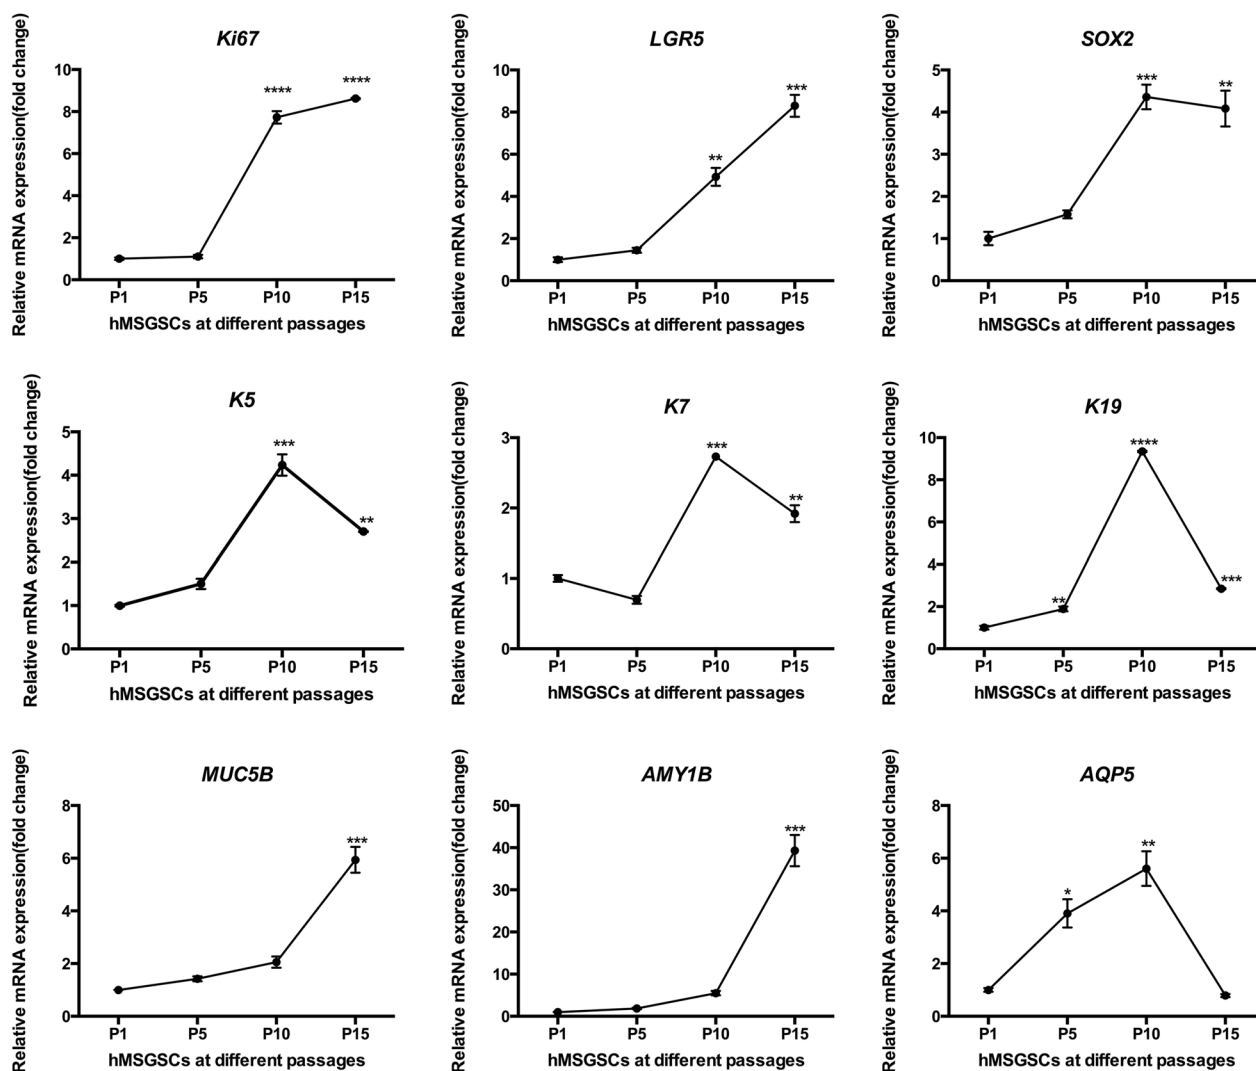 Ki67
Relative mRNA expression(fold change)
10
8
6
4
2
0
****
****
P1 P5 P10 P15
hMSGSCs at different passages
LGR5
Relative mRNA expression(fold change)
10
8
6
4
2
0
**
***
P1 P5 P10 P15
hMSGSCs at different passages
SOX2
Relative mRNA expression(fold change)
5
4
3
2
1
0
***
**
P1 P5 P10 P15
hMSGSCs at different passages
K5
Relative mRNA expression(fold change)
5
4
3
2
1
0
***
**
P1 P5 P10 P15
hMSGSCs at different passages
K7
Relative mRNA expression(fold change)
3
2
1
0
***
**
P1 P5 P10 P15
hMSGSCs at different passages
K19
Relative mRNA expression(fold change)
10
8
6
4
2
0
**
****
***
P1 P5 P10 P15
hMSGSCs at different passages
MUC5B
Relative mRNA expression(fold change)
8
6
4
2
0
***
P1 P5 P10 P15
hMSGSCs at different passages
AMY1B
Relative mRNA expression(fold change)
50
40
30
20
10
0
***
P1 P5 P10 P15
hMSGSCs at different passages
AQP5
Relative mRNA expression(fold change)
8
6
4
2
0
*
**
P1 P5 P10 P15
hMSGSCs at different passages